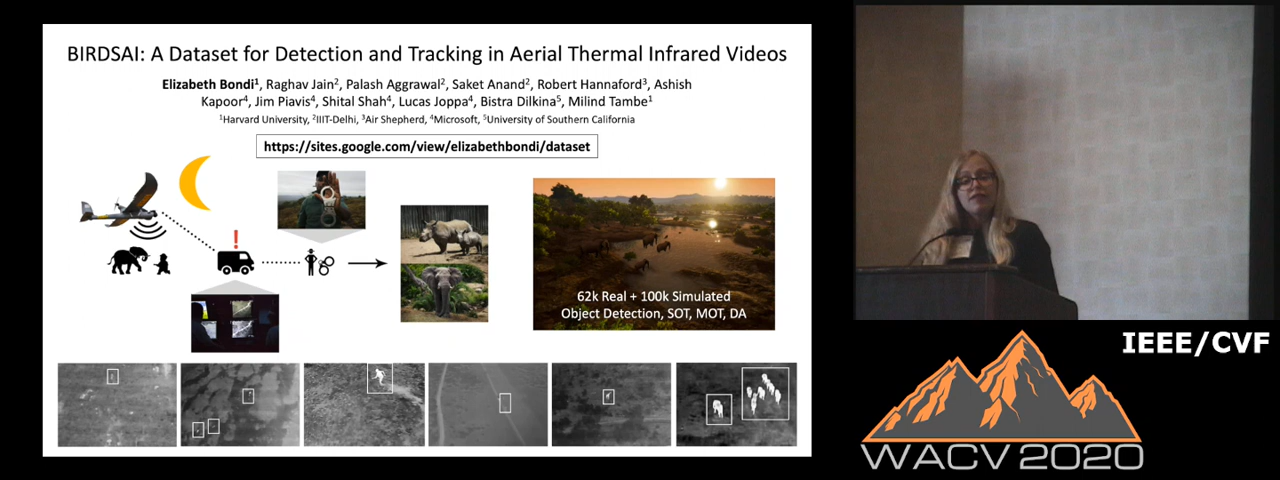 BIRDSAI: A Dataset for Detection and Tracking in Aerial Thermal Infrared Videos
Elizabeth Bondi¹, Raghav Jain², Palash Aggrawal², Saket Anand², Robert Hannaford³, Ashish
Kapoor⁴, Jim Piavis⁴, Shital Shah⁴, Lucas Joppa⁴, Bistra Dilkina⁵, Milind Tambe¹
¹Harvard University, ²IIIT-Delhi, ³Air Shepherd, ⁴Microsoft, ⁵University of Southern California
https://sites.google.com/view/elizabethbondi/dataset
!
62k Real + 100k Simulated
Object Detection, SOT, MOT, DA
IEEE/CVF
WACV 2020